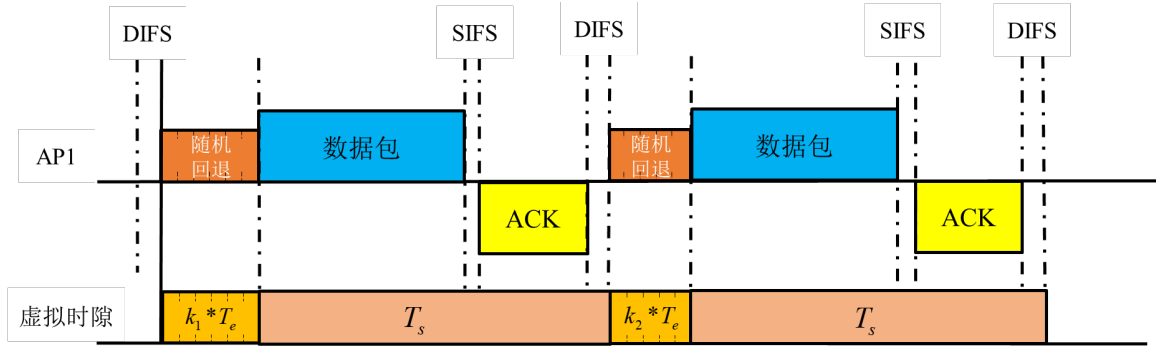 DIFS
SIFS
DIFS
SIFS
DIFS
AP1
随机
回退
数据包
随机
回退
数据包
ACK
ACK
虚拟时隙
k₁*Tₑ
Tₛ
k₂*Tₑ
Tₛ